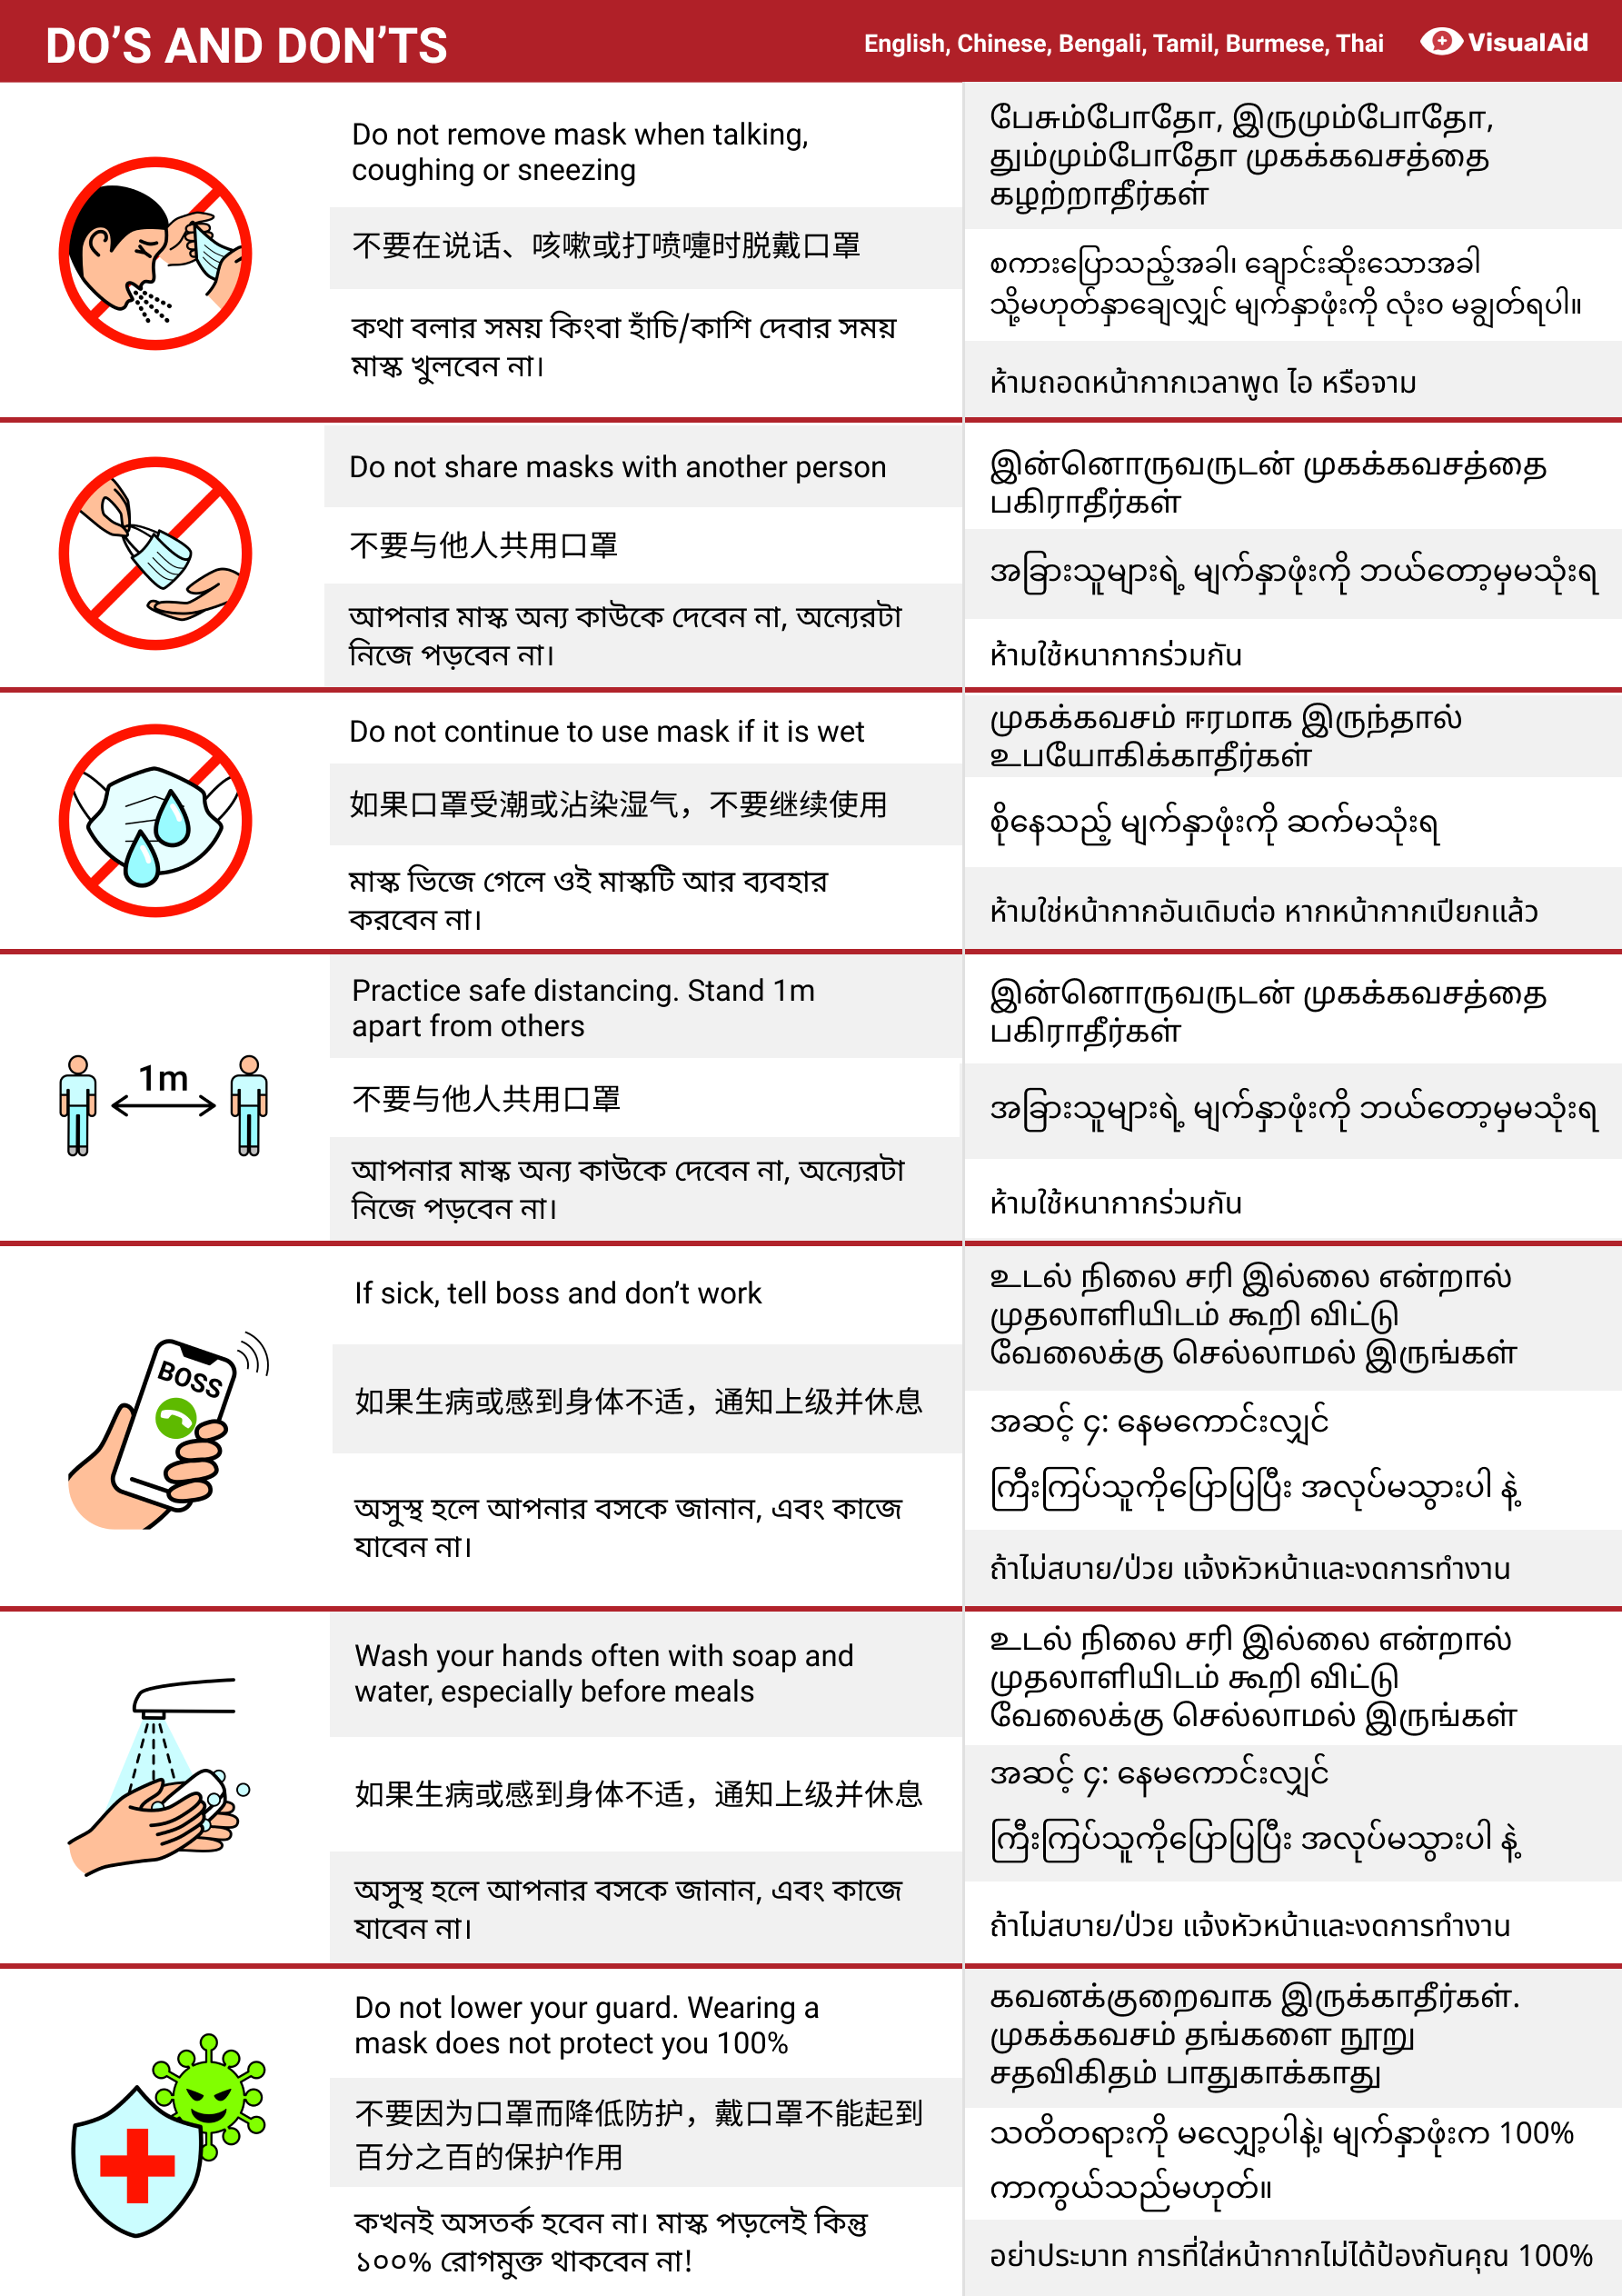 DO’S AND DON’TS
English, Chinese, Bengali, Tamil, Burmese, Thai
VisualAid
Do not remove mask when talking,
coughing or sneezing
不要在说话、咳嗽或打喷嚏时脱戴口罩
কথা বলার সময় কিংবা হাঁচি/কাশি দেবার সময়
মাস্ক খুলবেন না।
பேசும்போதோ, இருமும்போதோ,
தும்மும்போதோ முகக்கவசத்தை
கழற்றாதீர்கள்
စကားပြောသည့်အခါ၊ ချောင်းဆိုးသောအခါ
သို့မဟုတ်နှာချေလျှင် မျက်နှာဖုံးကို လုံးဝ မချွတ်ရပါ။
ห้ามถอดหน้ากากเวลาพูด ไอ หรือจาม
Do not share masks with another person
不要与他人共用口罩
আপনার মাস্ক অন্য কাউকে দেবেন না, অন্যেরটা
নিজে পড়বেন না।
இன்னொருவருடன் முகக்கவசத்தை
பகிராதீர்கள்
အခြားသူများရဲ့ မျက်နှာဖုံးကို ဘယ်တော့မှမသုံးရ
ห้ามใช้หนากากร่วมกัน
Do not continue to use mask if it is wet
如果口罩受潮或沾染湿气，不要继续使用
মাস্ক ভিজে গেলে ওই মাস্কটি আর ব্যবহার
করবেন না।
முகக்கவசம் ஈரமாக இருந்தால்
உபயோகிக்காதீர்கள்
စိုနေသည့် မျက်နှာဖုံးကို ဆက်မသုံးရ
ห้ามใช่หน้ากากอันเดิมต่อ หากหน้ากากเปียกแล้ว
1m
Practice safe distancing. Stand 1m
apart from others
不要与他人共用口罩
আপনার মাস্ক অন্য কাউকে দেবেন না, অন্যেরটা
নিজে পড়বেন না।
இன்னொருவருடன் முகக்கவசத்தை
பகிராதீர்கள்
အခြားသူများရဲ့ မျက်နှာဖုံးကို ဘယ်တော့မှမသုံးရ
ห้ามใช้หนากากร่วมกัน
BOSS
If sick, tell boss and don’t work
如果生病或感到身体不适，通知上级并休息
অসুস্থ হলে আপনার বসকে জানান, এবং কাজে
যাবেন না।
உடல் நிலை சரி இல்லை என்றால்
முதலாளியிடம் கூறி விட்டு
வேலைக்கு செல்லாமல் இருங்கள்
အဆင့် ၄: နေမကောင်းလျှင်
ကြီးကြပ်သူကိုပြောပြပြီး အလုပ်မသွားပါ နဲ့
ถ้าไม่สบาย/ป่วย แจ้งหัวหน้าและงดการทำงาน
Wash your hands often with soap and
water, especially before meals
如果生病或感到身体不适，通知上级并休息
অসুস্থ হলে আপনার বসকে জানান, এবং কাজে
যাবেন না।
உடல் நிலை சரி இல்லை என்றால்
முதலாளியிடம் கூறி விட்டு
வேலைக்கு செல்லாமல் இருங்கள்
အဆင့် ၄: နေမကောင်းလျှင်
ကြီးကြပ်သူကိုပြောပြပြီး အလုပ်မသွားပါ နဲ့
ถ้าไม่สบาย/ป่วย แจ้งหัวหน้าและงดการทำงาน
Do not lower your guard. Wearing a
mask does not protect you 100%
不要因为口罩而降低防护，戴口罩不能起到
百分之百的保护作用
কখনই অসতর্ক হবেন না। মাস্ক পড়লেই কিন্তু
১০০% রোগমুক্ত থাকবেন না!
கவனக்குறைவாக இருக்காதீர்கள்.
முகக்கவசம் தங்களை நூறு
சதவிகிதம் பாதுகாக்காது
သတိတရားကို မလျှော့ပါနဲ့၊ မျက်နှာဖုံးက 100%
ကာကွယ်သည်မဟုတ်။
อย่าประมาท การที่ใส่หน้ากากไม่ได้ป้องกันคุณ 100%